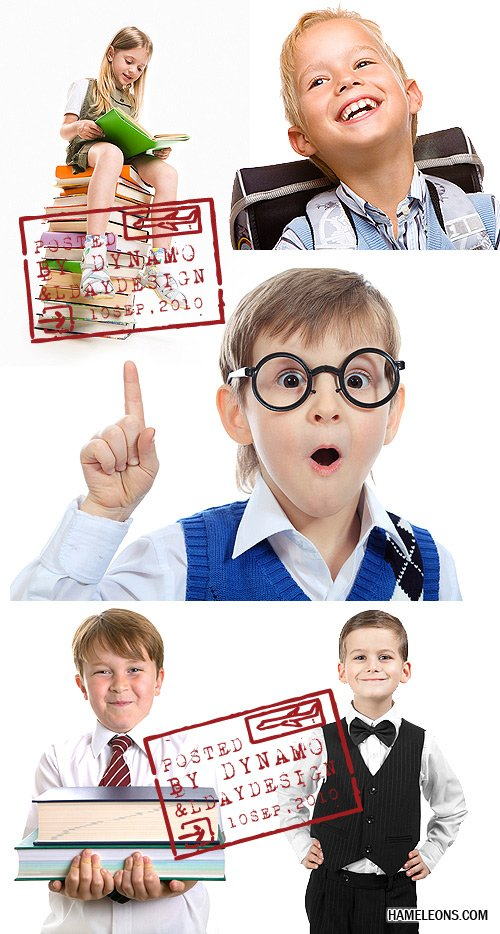 POSTED
BY DYNAMO
&LDAYDESIGN
10SEP.2010
POSTED
BY DYNAMO
&LDAYDESIGN
10SEP.2010
HAMELEONS.COM